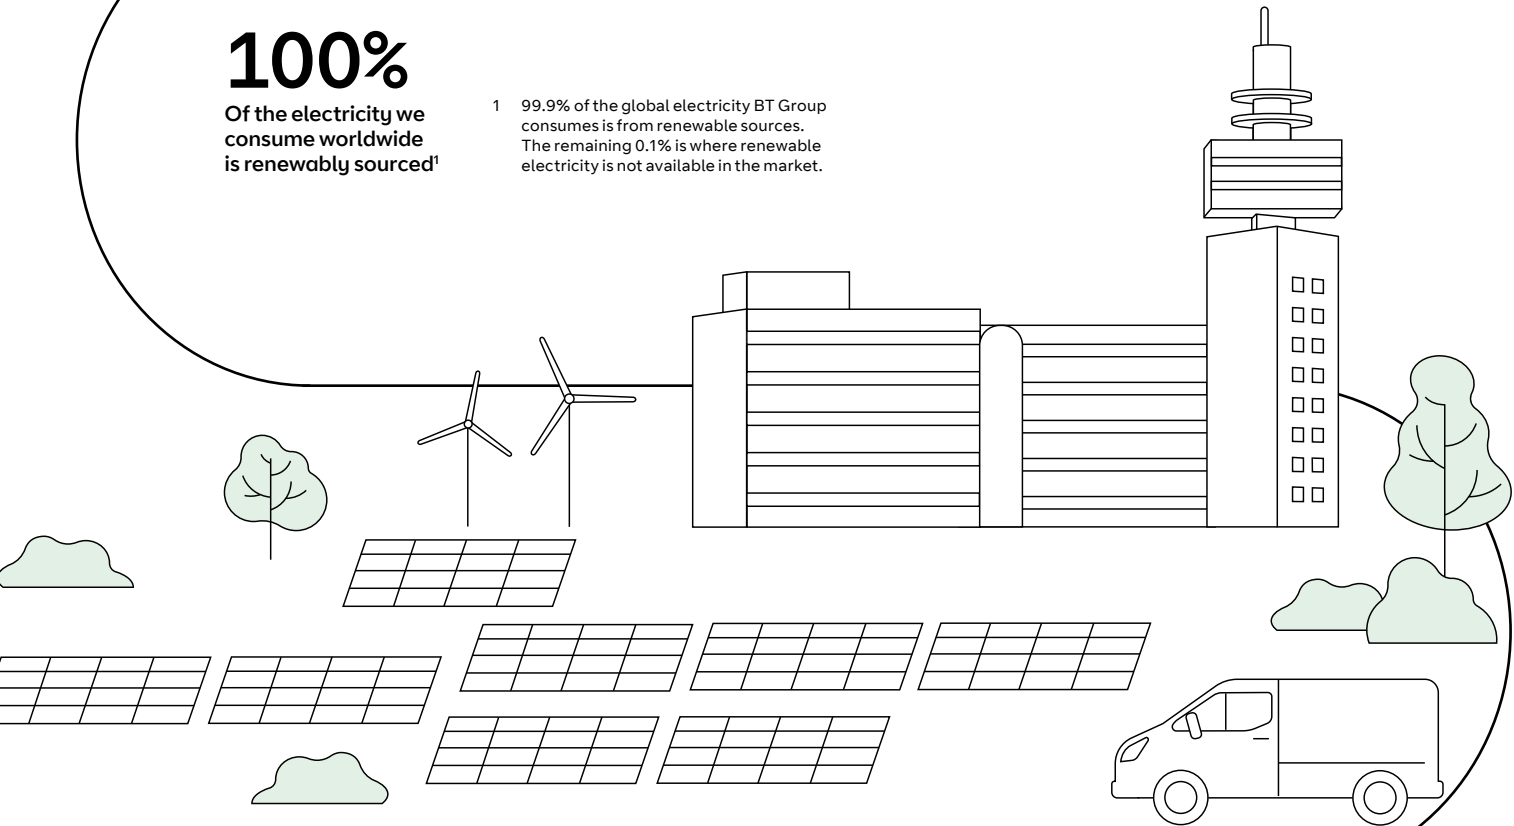 100%
Of the electricity we
consume worldwide
is renewably sourced¹
1 99.9% of the global electricity BT Group
consumes is from renewable sources.
The remaining 0.1% is where renewable
electricity is not available in the market.